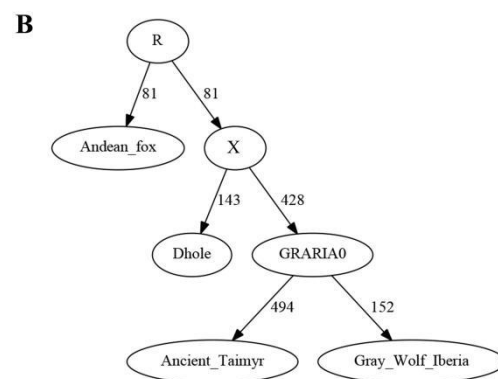 B
R
81 81
Andean_fox X
143 428
Dhole GRARIA0
494 152
Ancient_Taimyr Gray_Wolf_Iberia